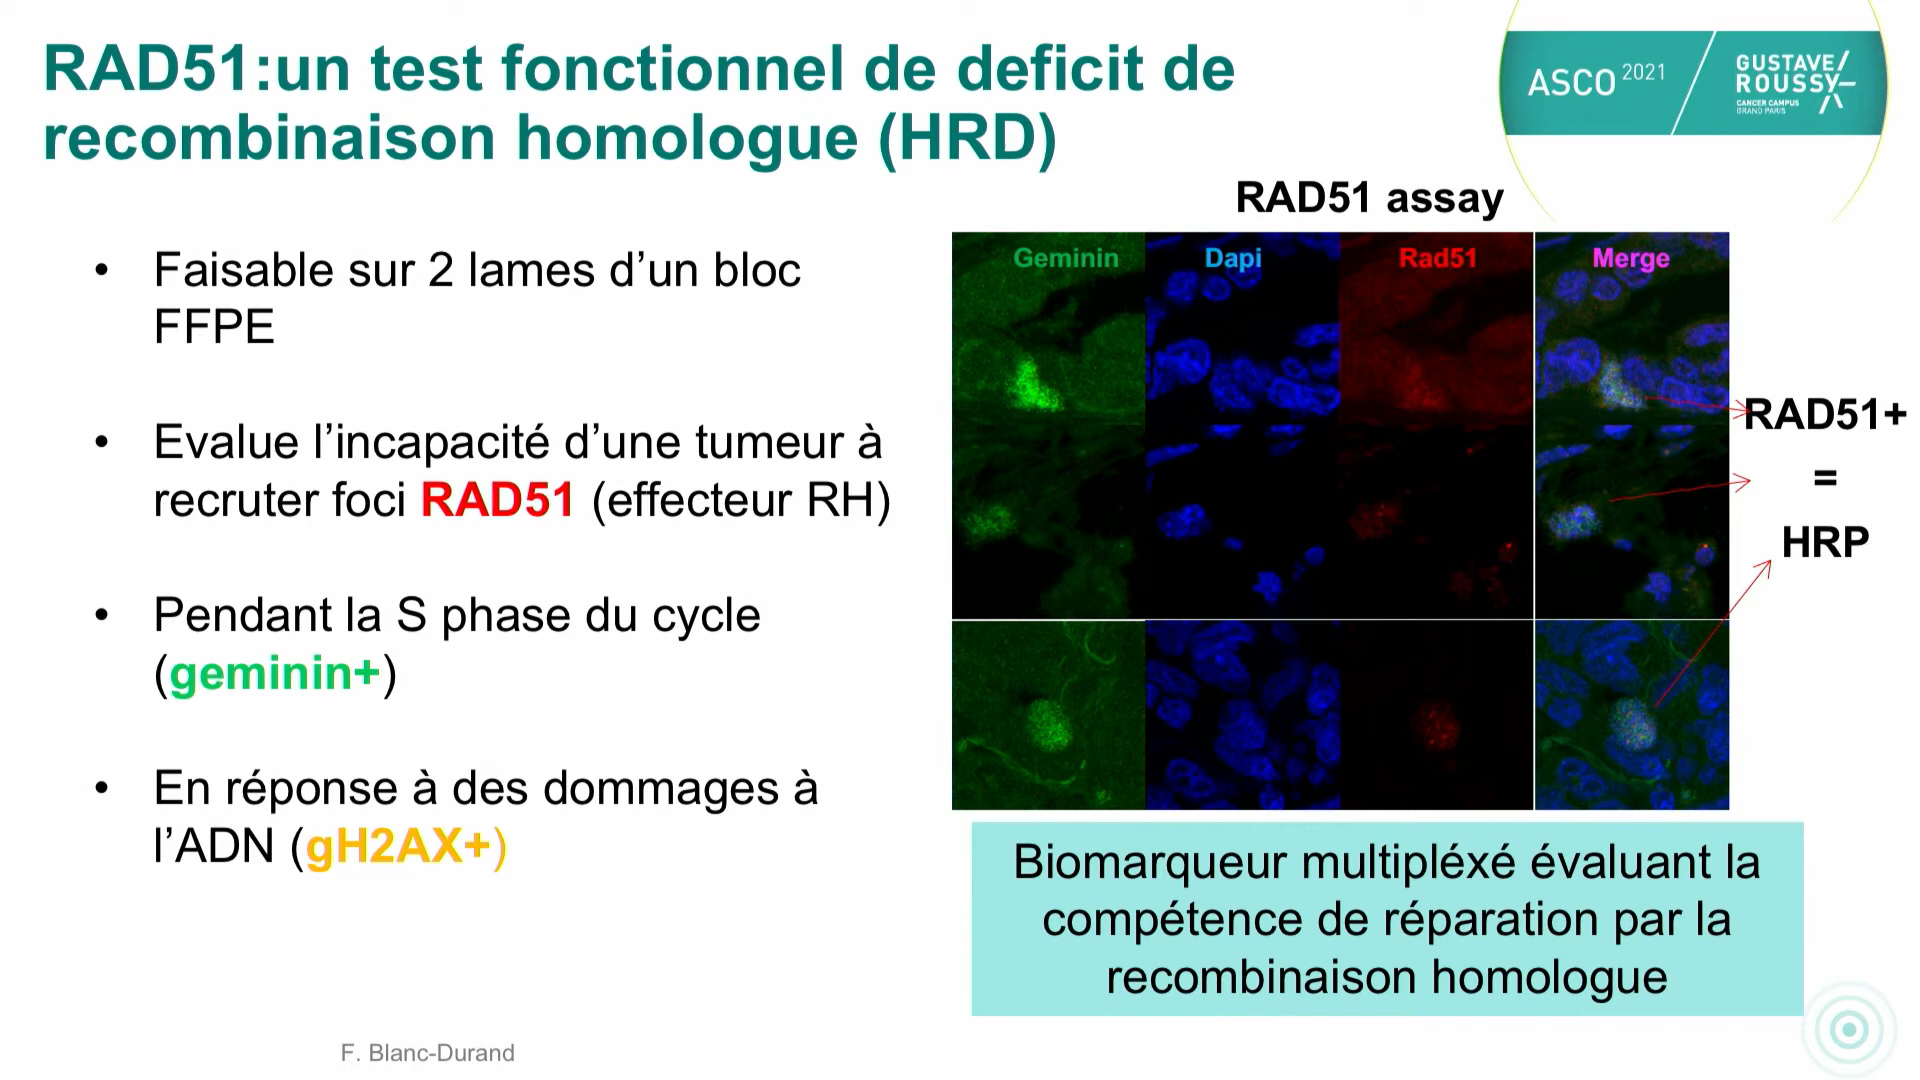 RAD51:un test fonctionnel de deficit de
recombinaison homologue (HRD)
ASCO 2021
GUSTAVE/
ROUSSY
CANCER CAMPUS
GRAND PARIS
RAD51 assay
• Faisable sur 2 lames d’un bloc
FFPE
• Evalue l’incapacité d’une tumeur à
recruter foci RAD51 (effecteur RH)
• Pendant la S phase du cycle
(geminin+)
• En réponse à des dommages à
l’ADN (gH2AX+)
Geminin Dapi Rad51 Merge
RAD51+
=
HRP
Biomarqueur multipléxé évaluant la
compétence de réparation par la
recombinaison homologue
F. Blanc-Durand